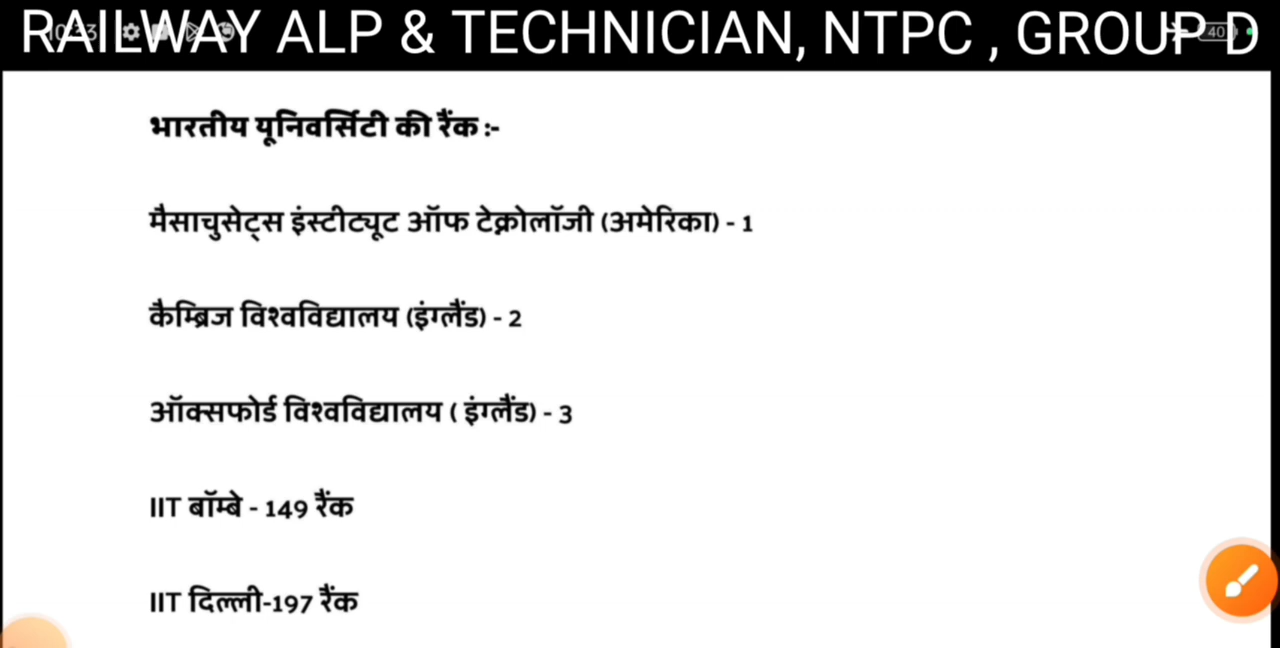 RAILWAY ALP & TECHNICIAN, NTPC , GROUP D
40
भारतीय यूनिवर्सिटी की रैंक :-
मैसाचुसेट्स इंस्टीट्यूट ऑफ टेक्नोलॉजी (अमेरिका) - 1
कैम्ब्रिज विश्वविद्यालय (इंग्लैंड) - 2
ऑक्सफोर्ड विश्वविद्यालय ( इंग्लैंड) - 3
IIT बॉम्बे - 149 रैंक
IIT दिल्ली-197 रैंक